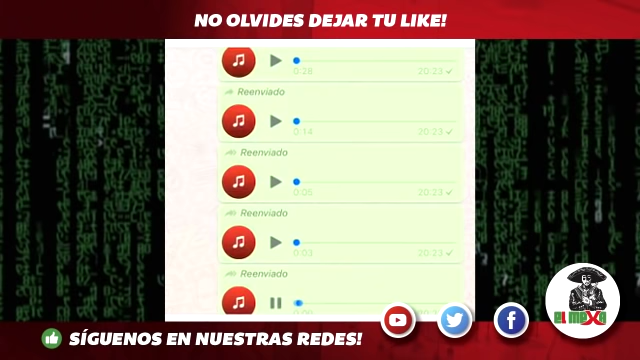 NO OLVIDES DEJAR TU LIKE!
0:28 20:23
Reenviado
0:14 20:23
Reenviado
0:05 20:23
Reenviado
0:03 20:23
Reenviado
EL MEXA
SÍGUENOS EN NUESTRAS REDES!